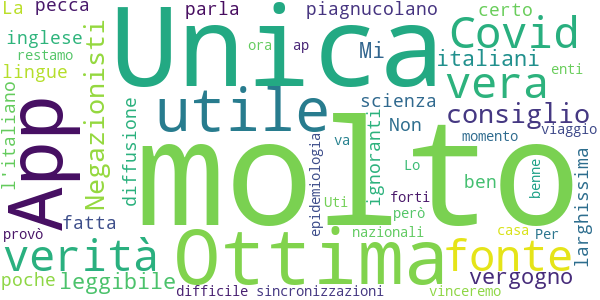 La pecca parla piagnucolano certo
Unica Covid
inglese ora ap Mi italiani
restamo
lingue vera enti
l'italiano App Negazionisti diffusione utile scienza consiglio
Non momento viaggio
molto ignoranti va
epidemiologia Lo ben benne larghissima
Uti forti
fatta però
provò nazionali casa Per
verità Ottima fonte
poche leggibile vergogno
difficile sincronizzazioni vinceremo